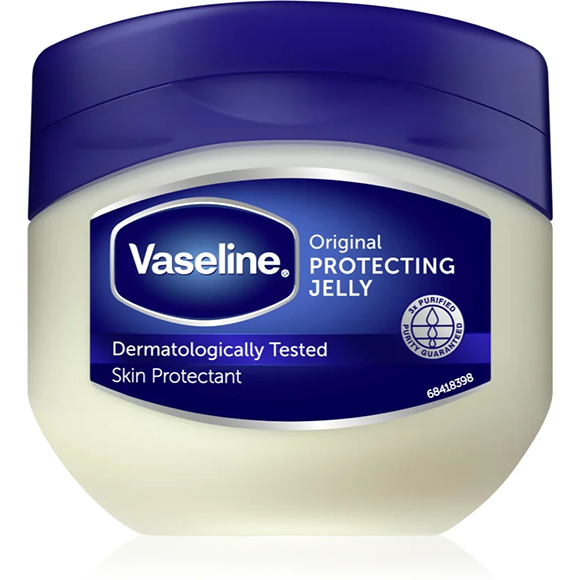 Vaseline®
Original
PROTECTING
JELLY
3x PURIFIED
PURITY GUARANTEED
Dermatologically Tested
Skin Protectant
68418398